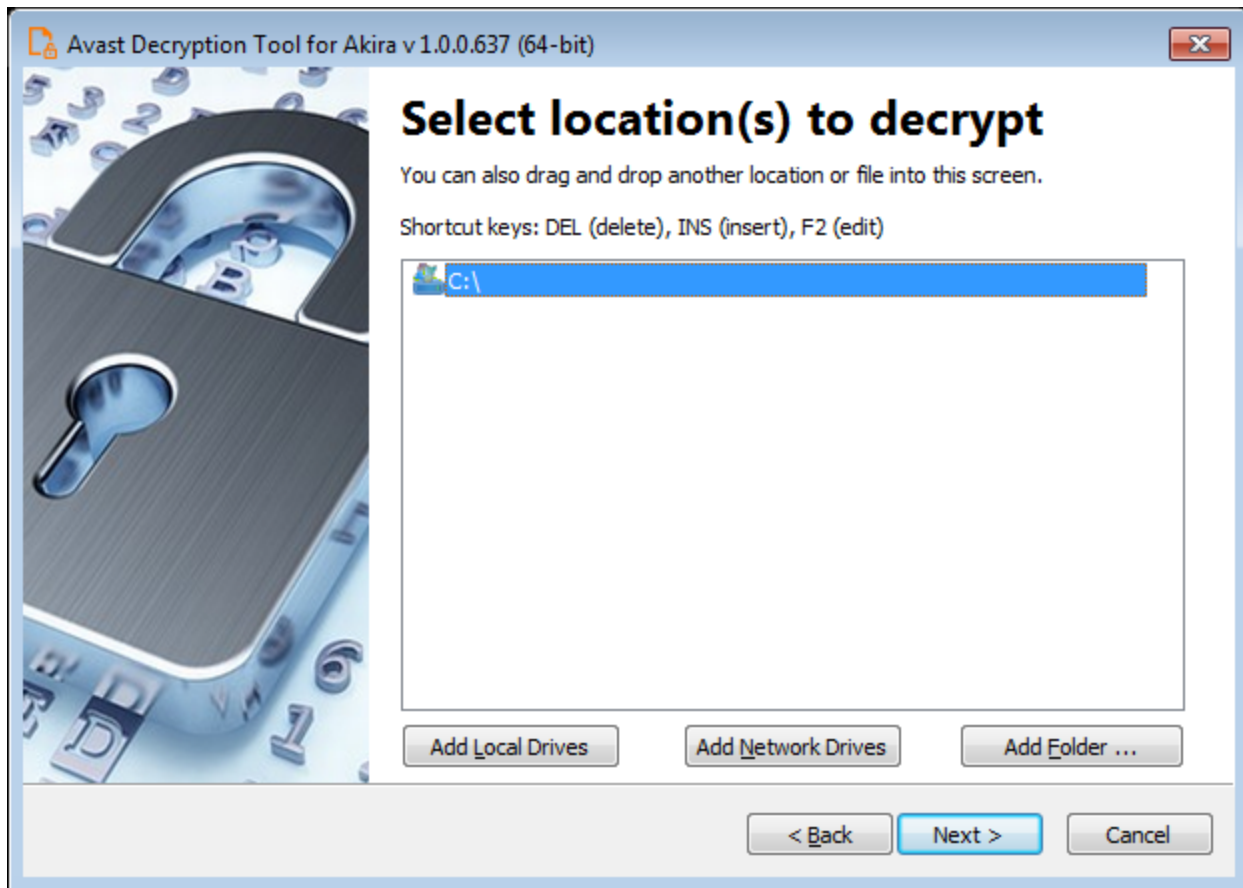 Avast Decryption Tool for Akira v 1.0.0.637 (64-bit)
Select location(s) to decrypt
You can also drag and drop another location or file into this screen.
Shortcut keys: DEL (delete), INS (insert), F2 (edit)
C:\
Add Local Drives
Add Network Drives
Add Folder ...
< Back
Next >
Cancel